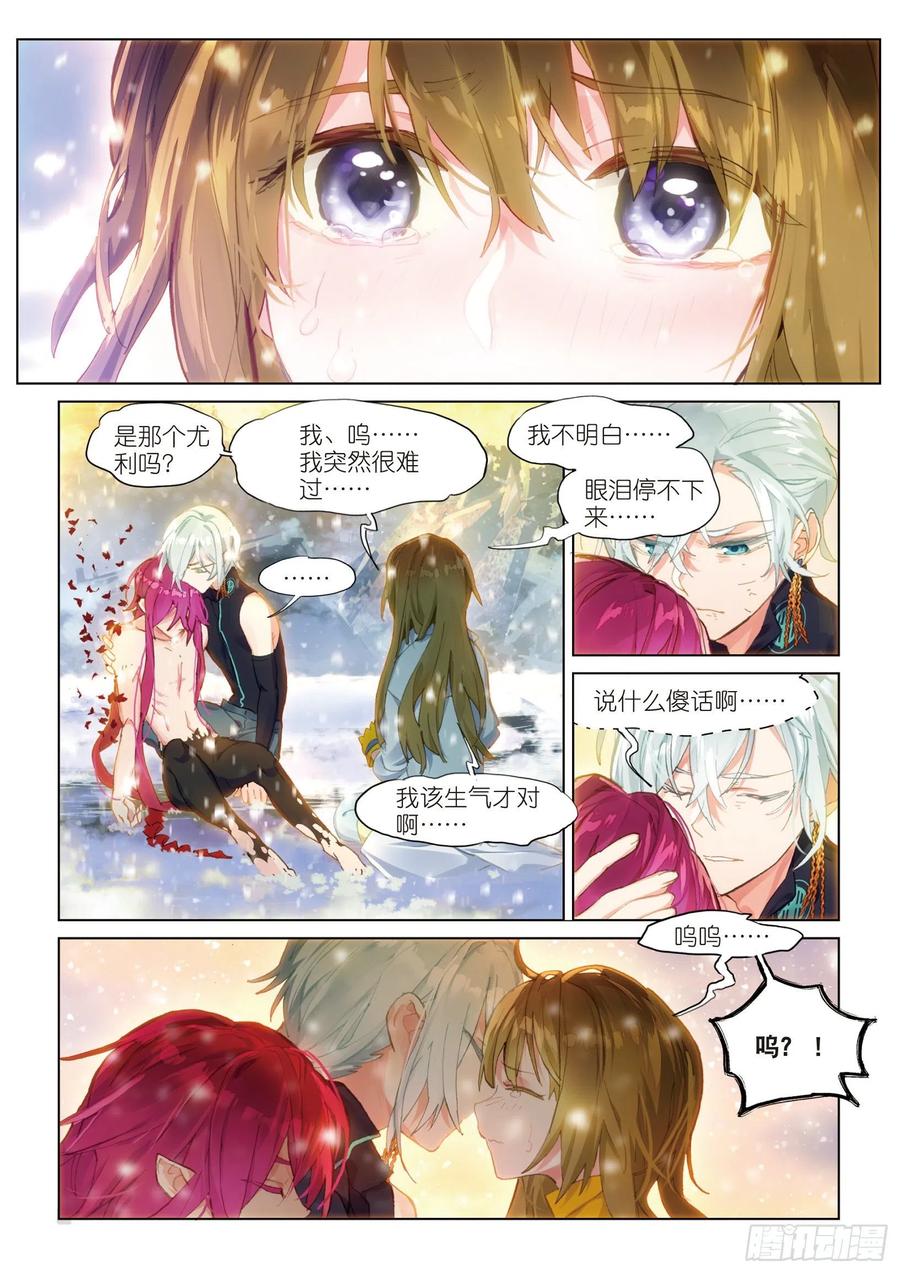 是那个尤
利吗？
我、呜……
我突然很难
过……
……
我不明白……
眼泪停不下
来……
我该生气才对
啊……
说什么傻话啊……
呜呜……
呜？！
腾讯动漫